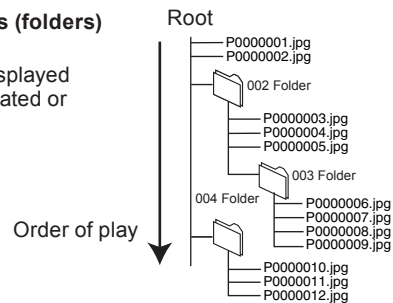 s (folders)
Root
P0000001.jpg
P0000002.jpg
splayed
ated or
002 Folder
P0000003.jpg
P0000004.jpg
P0000005.jpg
003 Folder
004 Folder
P0000006.jpg
P0000007.jpg
P0000008.jpg
P0000009.jpg
Order of play
P0000010.jpg
P0000011.jpg
P0000012.jpg